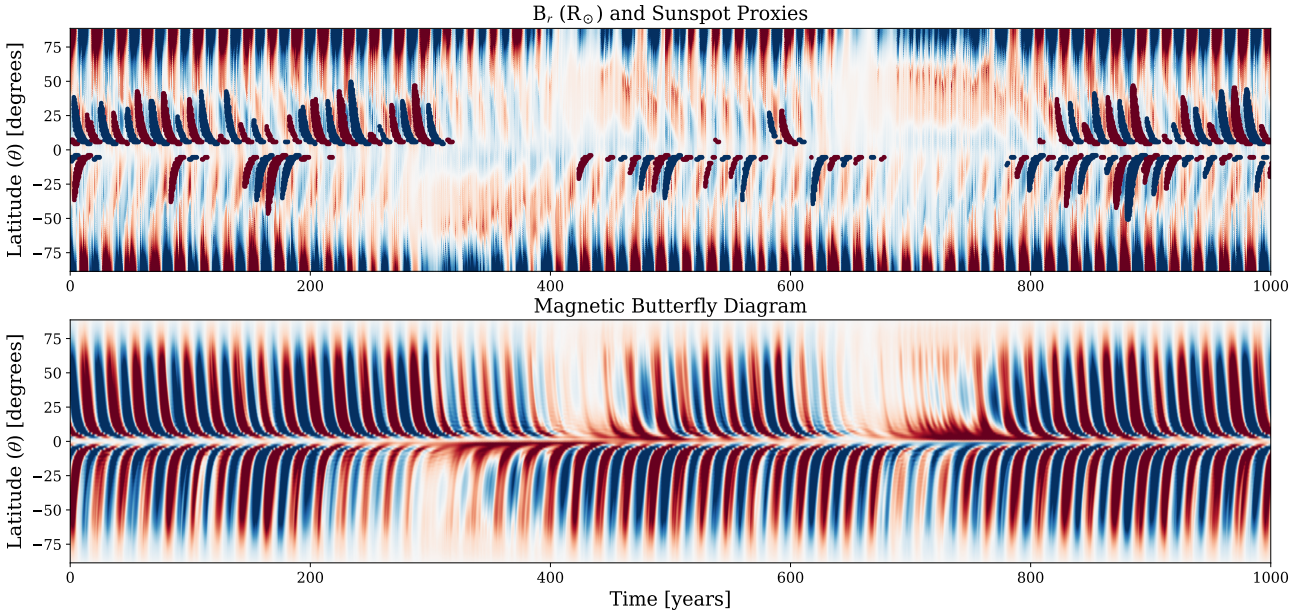 B_r (R_⊙) and Sunspot Proxies
Latitude (θ) [degrees]
75
50
25
0
−25
−50
−75
0 200 400 600 800 1000
Magnetic Butterfly Diagram
Latitude (θ) [degrees]
75
50
25
0
−25
−50
−75
0 200 400 600 800 1000
Time [years]